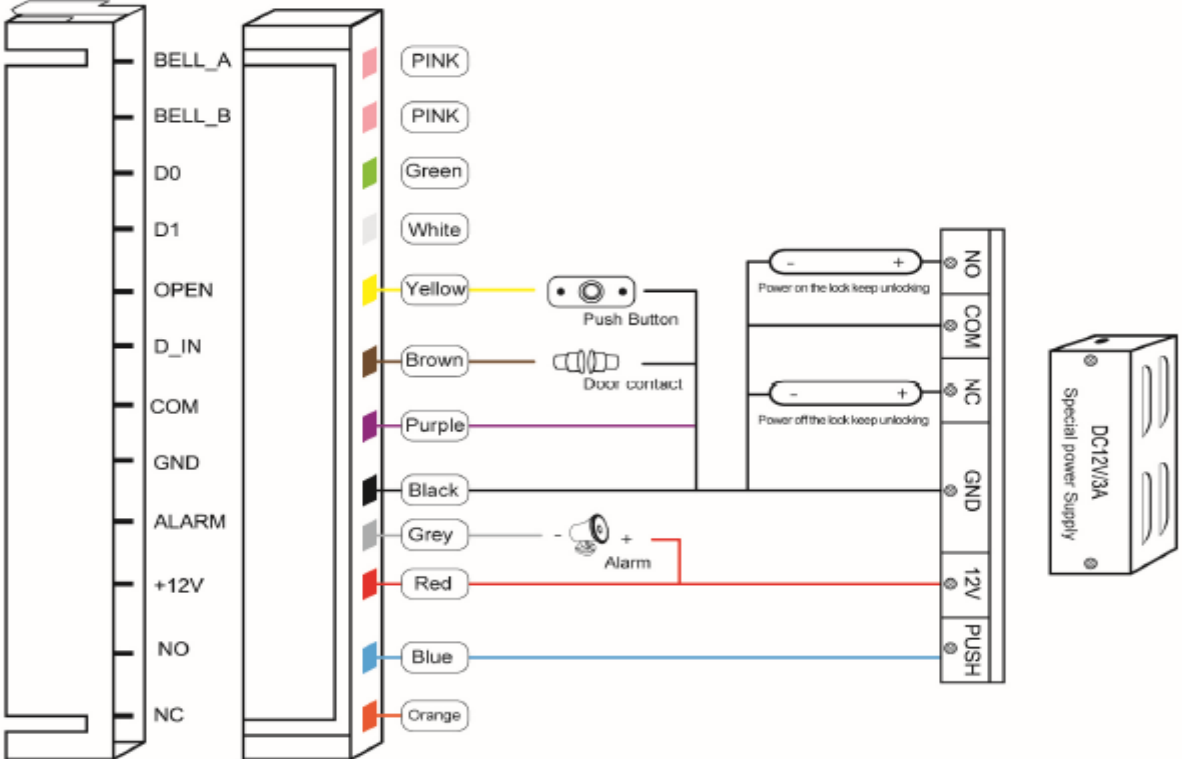 BELL_A
BELL_B
D0
D1
OPEN
D_IN
COM
GND
ALARM
+12V
NO
NC
PINK
PINK
Green
White
Yellow
Brown
Purple
Black
Grey
Red
Blue
Orange
Push Button
Door contact
- +
Alarm
- +
Power on the lock keep unlocking
- +
Power off the lock keep unlocking
NO
COM
NC
GND
12V
PUSH
DC12V/3A
Special power Supply